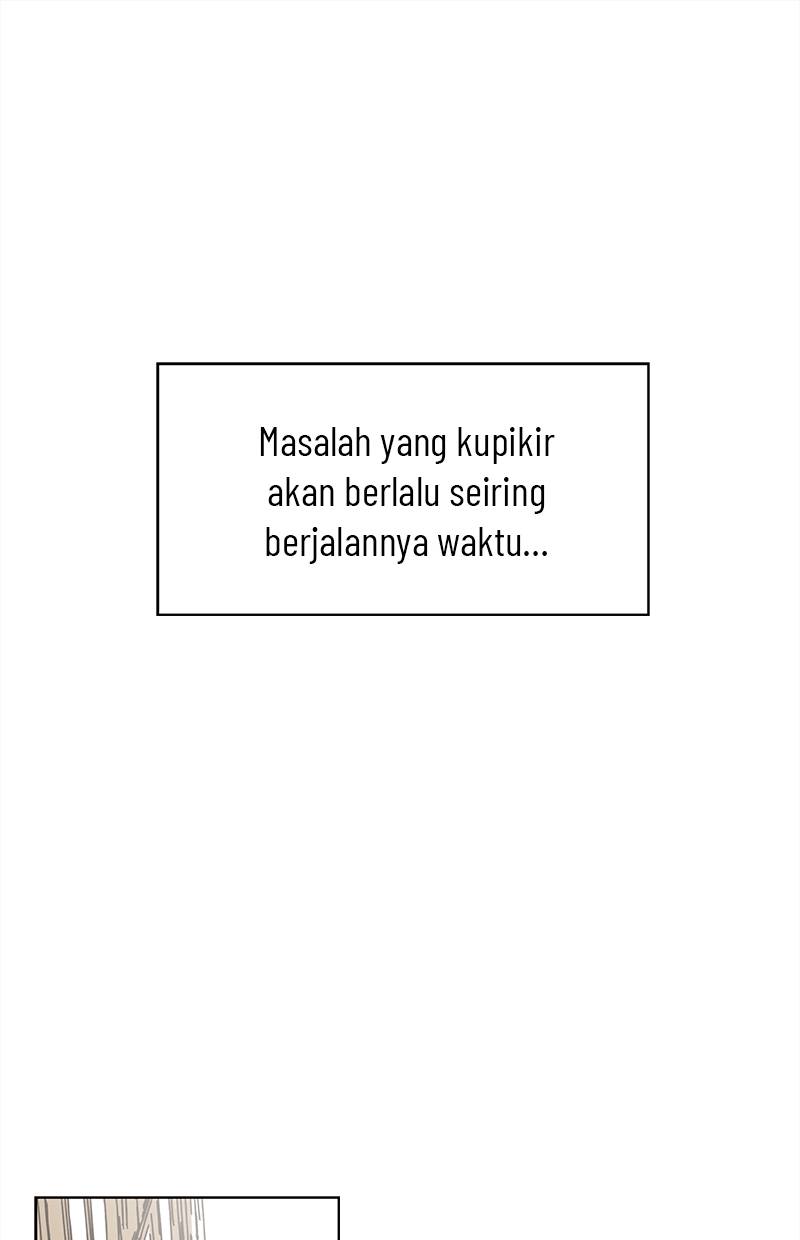 Masalah yang kupikir
akan berlalu seiring
berjalannya waktu...